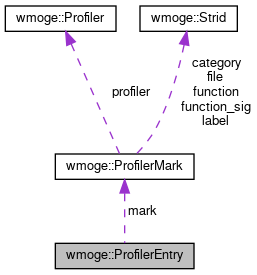 wmoge::Profiler
wmoge::Strid
profiler
category
file
function
function_sig
label
wmoge::ProfilerMark
mark
wmoge::ProfilerEntry